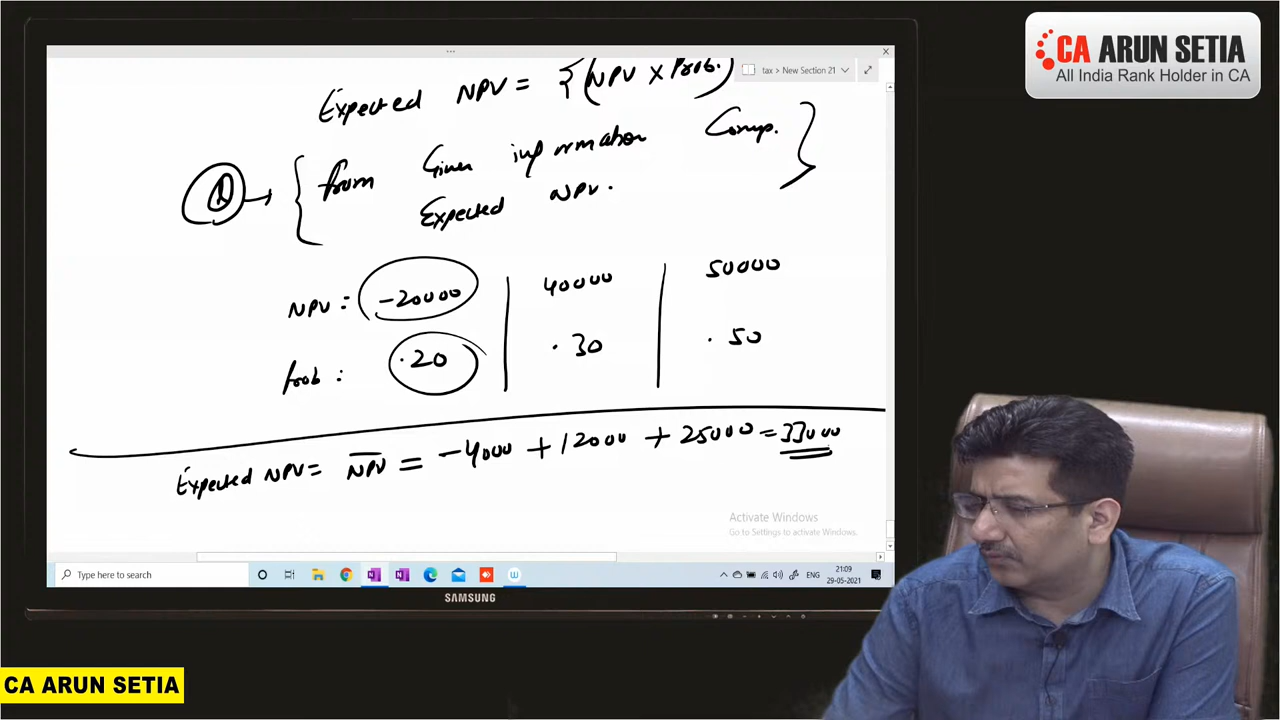 CA ARUN SETIA
All India Rank Holder in CA
tax > New Section 21
Expected NPV = Σ (NPV x Prob.)
Q → { from Given information Comp. }
Expected NPV.
NPV : -20000 40000 50000
Prob : .20 .30 .50
Expected NPV = NPV = -4000 + 12000 + 25000 = 33000
Activate Windows
Go to Settings to activate Windows.
Type here to search
ENG
21:09
29-05-2021
SAMSUNG
CA ARUN SETIA